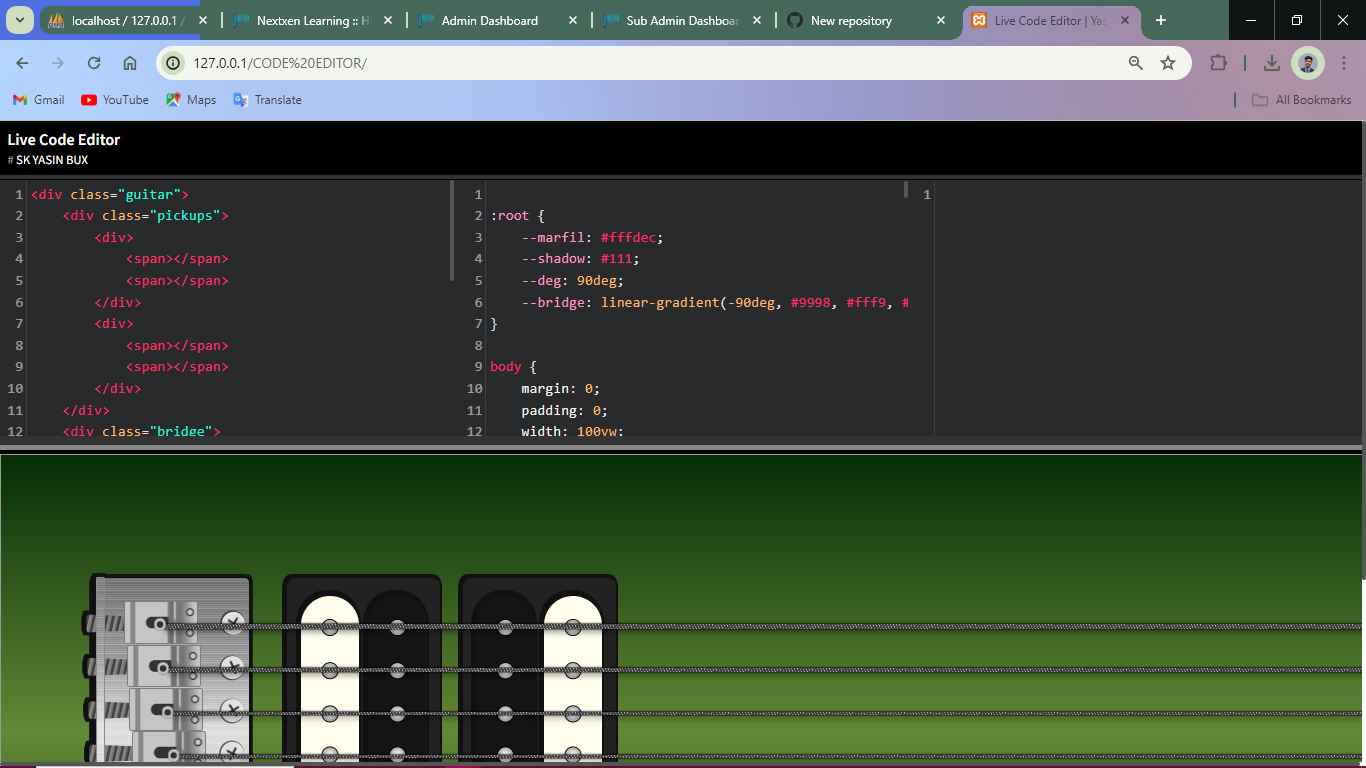 localhost / 127.0.0.1 /
Nextxen Learning :: H
Admin Dashboard
Sub Admin Dashboar
New repository
Live Code Editor | Yas
127.0.0.1/CODE%20EDITOR/
Gmail
YouTube
Maps
Translate
All Bookmarks
Live Code Editor
# SK YASIN BUX
1 <div class="guitar">
2 <div class="pickups">
3 <div>
4 <span></span>
5 <span></span>
6 </div>
7 <div>
8 <span></span>
9 <span></span>
10 </div>
11 </div>
12 <div class="bridge">
1
2 :root {
3 --marfil: #fffdec;
4 --shadow: #111;
5 --deg: 90deg;
6 --bridge: linear-gradient(-90deg, #9998, #fff9, #
7 }
8
9 body {
10 margin: 0;
11 padding: 0;
12 width: 100vw;
1